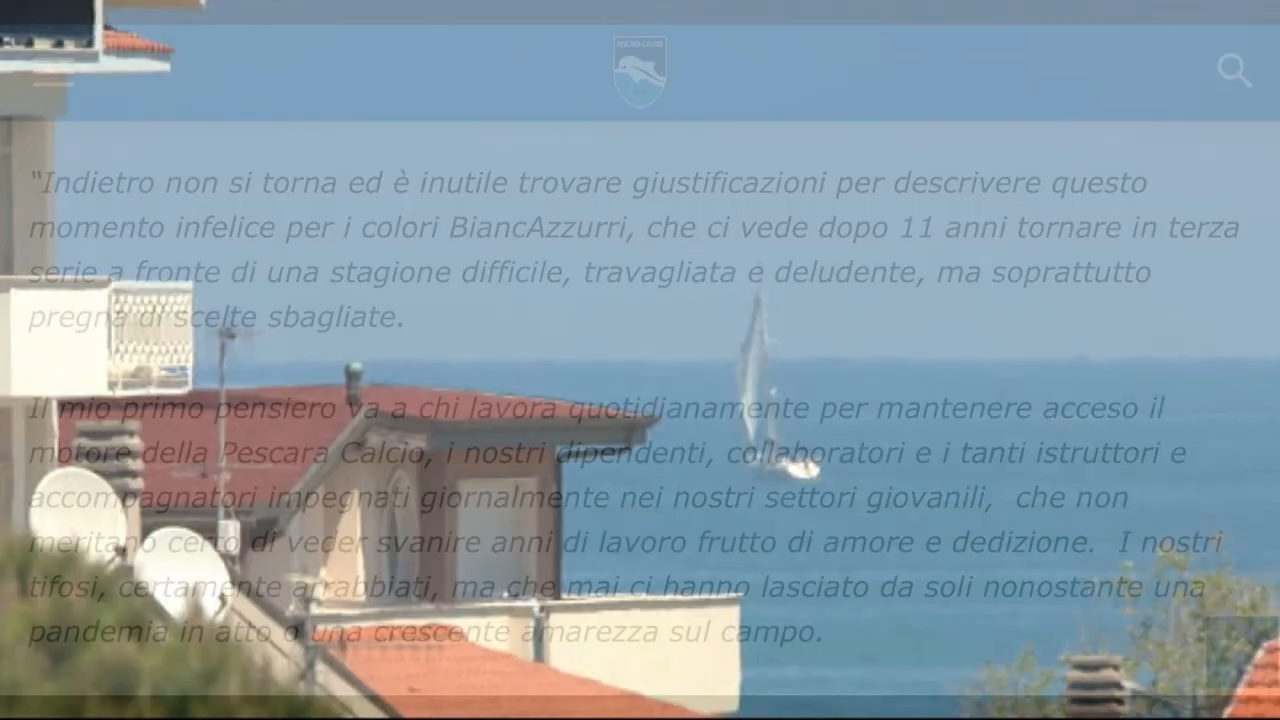 PESCARA CALCIO
“Indietro non si torna ed è inutile trovare giustificazioni per descrivere questo
momento infelice per i colori BiancAzzurri, che ci vede dopo 11 anni tornare in terza
serie a fronte di una stagione difficile, travagliata e deludente, ma soprattutto
pregna di scelte sbagliate.
Il mio primo pensiero va a chi lavora quotidianamente per mantenere acceso il
motore della Pescara Calcio, i nostri dipendenti, collaboratori e i tanti istruttori e
accompagnatori impegnati giornalmente nei nostri settori giovanili,  che non
meritano certo di veder svanire anni di lavoro frutto di amore e dedizione.  I nostri
tifosi, certamente arrabbiati, ma che mai ci hanno lasciato da soli nonostante una
pandemia in atto o una crescente amarezza sul campo.